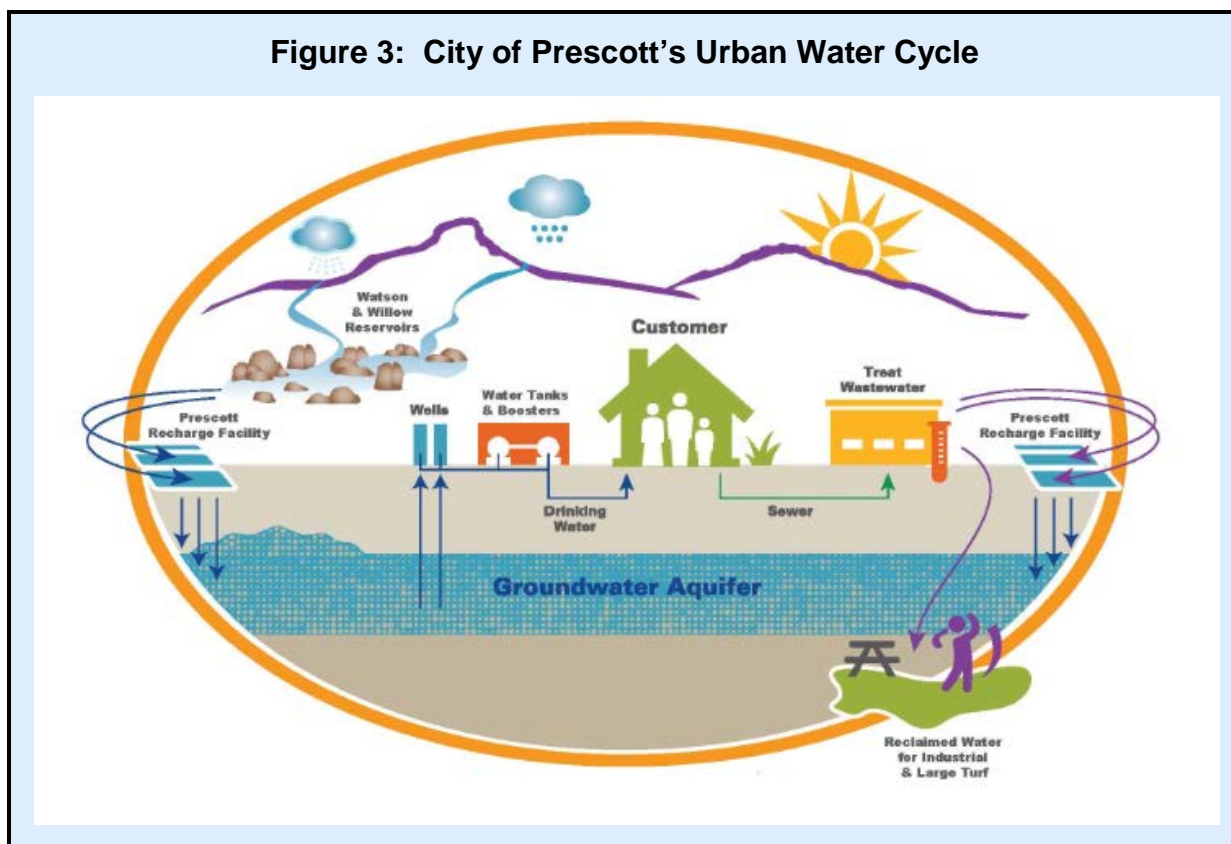 Figure 3: City of Prescott’s Urban Water Cycle
Watson
& Willow
Reservoirs
Customer
Prescott
Recharge Facility
Wells
Water Tanks
& Boosters
Treat
Wastewater
Prescott
Recharge Facility
Drinking
Water
Sewer
Groundwater Aquifer
Reclaimed Water
for Industrial
& Large Turf